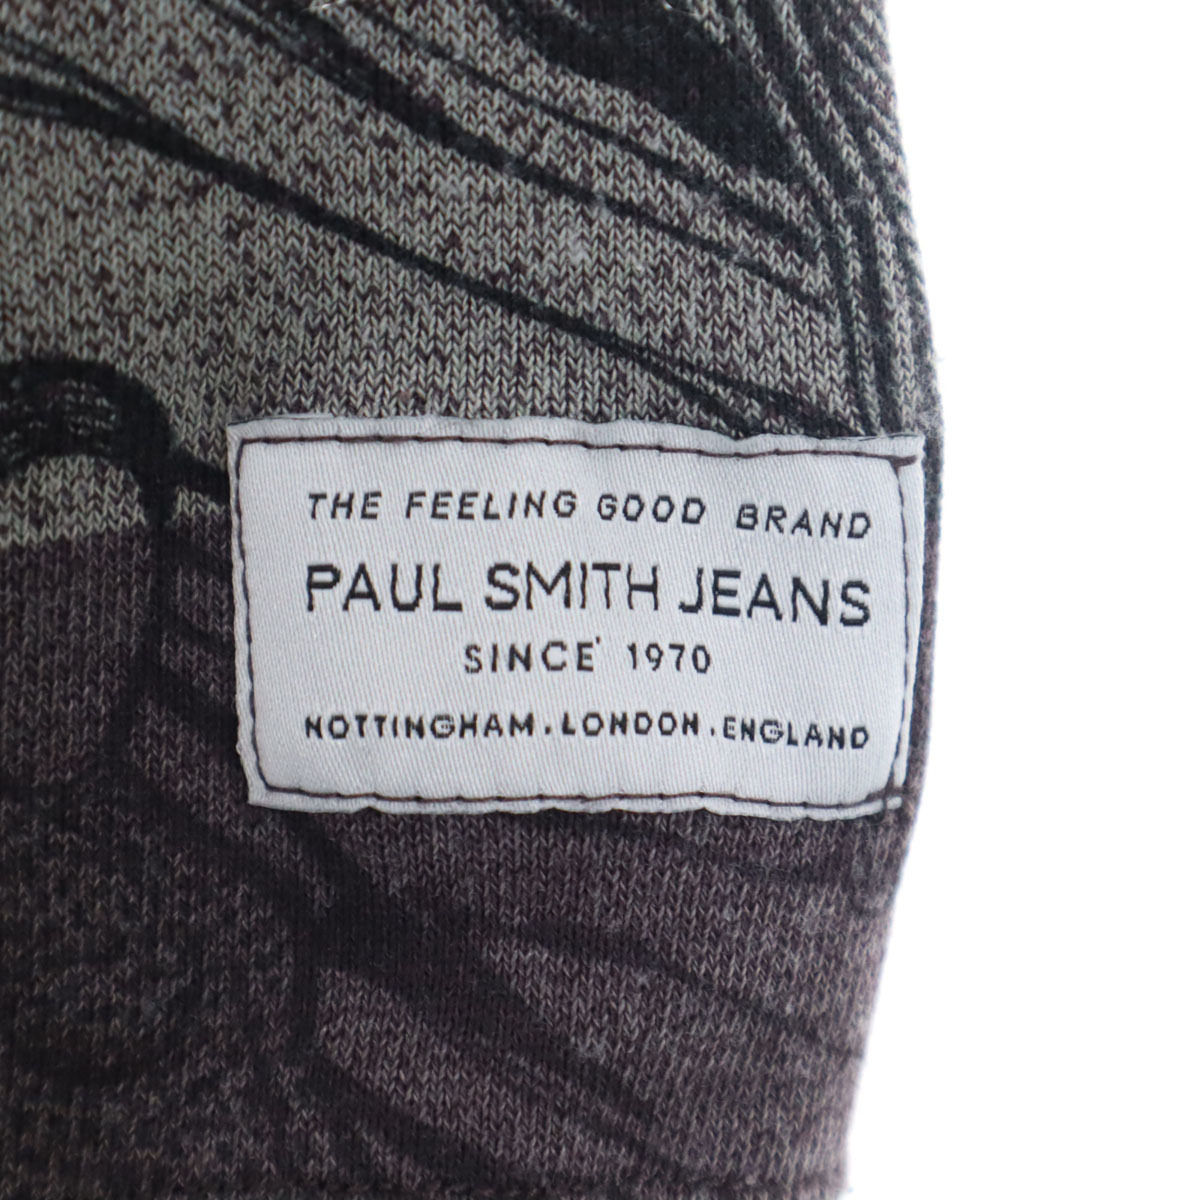 THE FEELING GOOD BRAND
PAUL SMITH JEANS
SINCE' 1970
NOTTINGHAM. LONDON. ENGLAND